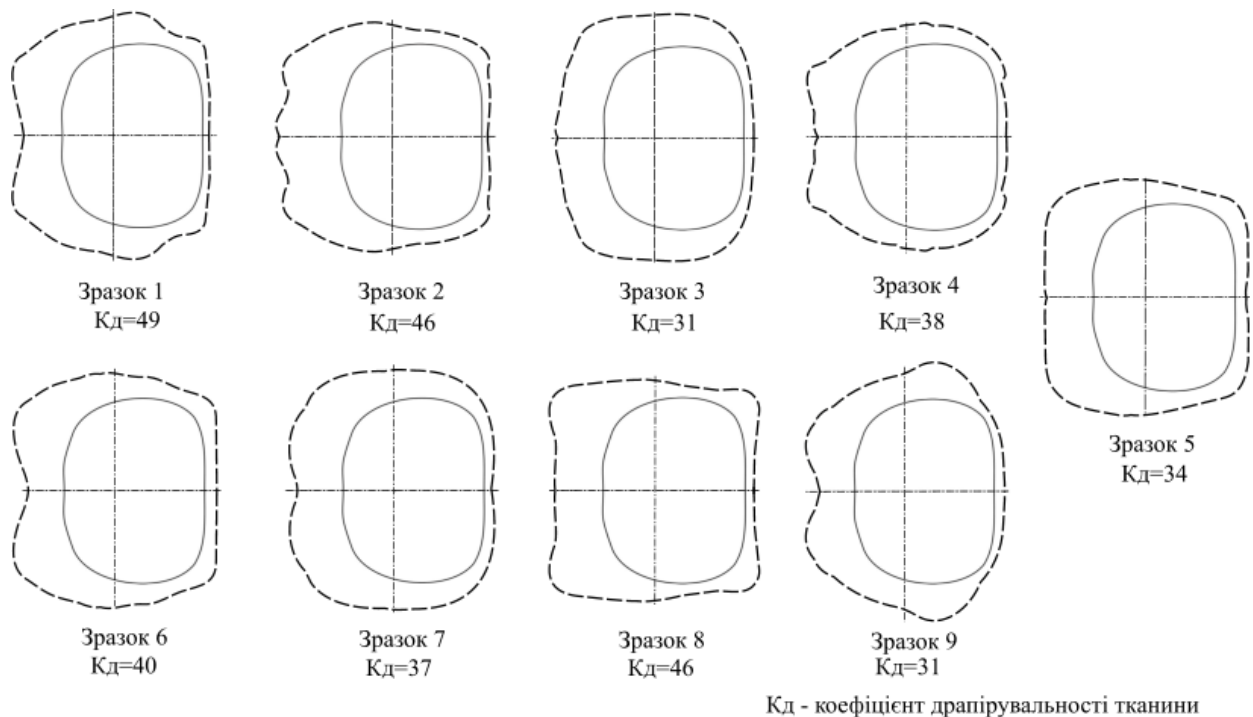 Зразок 1
Кд=49
Зразок 2
Кд=46
Зразок 3
Кд=31
Зразок 4
Кд=38
Зразок 5
Кд=34
Зразок 6
Кд=40
Зразок 7
Кд=37
Зразок 8
Кд=46
Зразок 9
Кд=31
Кд - коефіцієнт драпірувальності тканини